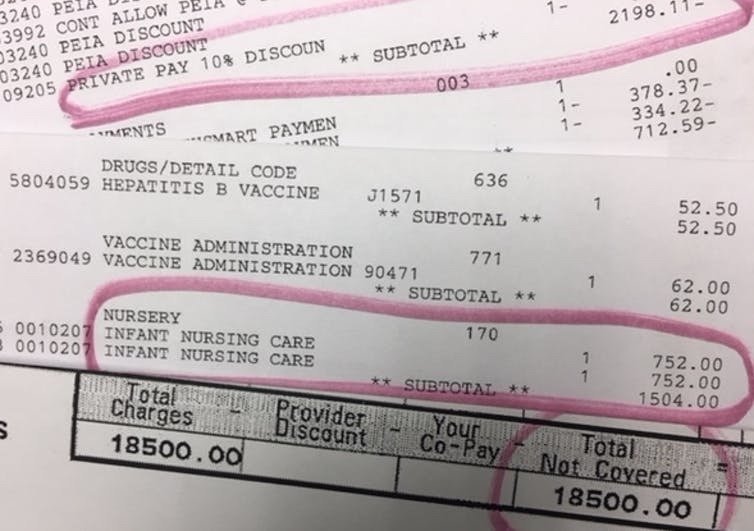 3240 PEIA DISCOUNT
3992 CONT ALLOW PEIA @
03240 PEIA DISCOUNT 1- 2198.11-
03240 PEIA DISCOUNT
09205 PRIVATE PAY 10% DISCOUN
** SUBTOTAL **
003 1 .00
1- 378.37-
1- 334.22-
712.59-
PAYMEN
**
DRUGS/DETAIL CODE 636
5804059 HEPATITIS B VACCINE J1571 1 52.50
** SUBTOTAL ** 52.50
VACCINE ADMINISTRATION 771
2369049 VACCINE ADMINISTRATION 90471 1 62.00
** SUBTOTAL ** 62.00
NURSERY 170
0010207 INFANT NURSING CARE 1 752.00
0010207 INFANT NURSING CARE 1 752.00
** SUBTOTAL ** 1504.00
Total Charges - Provider Discount - Your Co-Pay - Total Not Covered =
18500.00 18500.00